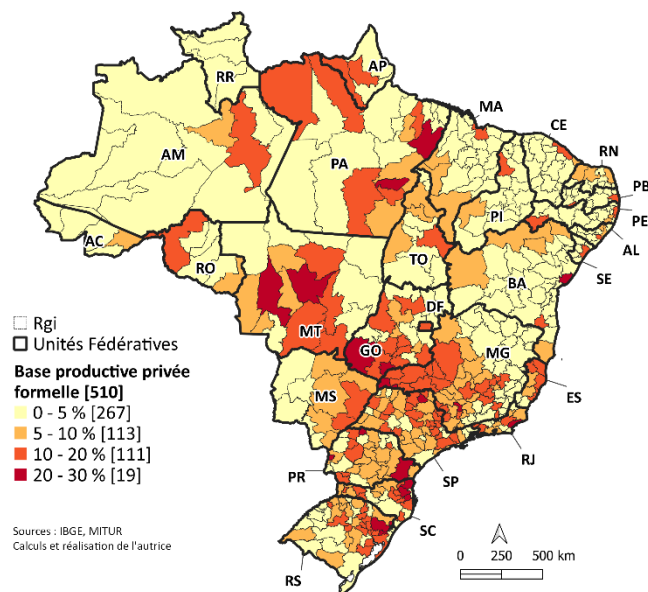 RR
AP
AM
PA
MA
CE
RN
PB
PE
AL
SE
PI
AC
RO
TO
BA
MT
DF
GO
MG
MS
ES
RJ
SP
PR
SC
RS
Rgi
Unités Fédératives
Base productive privée
formelle [510]
0 - 5 % [267]
5 - 10 % [113]
10 - 20 % [111]
20 - 30 % [19]
Sources : IBGE, MITUR
Calculs et réalisation de l'autrice
0 250 500 km